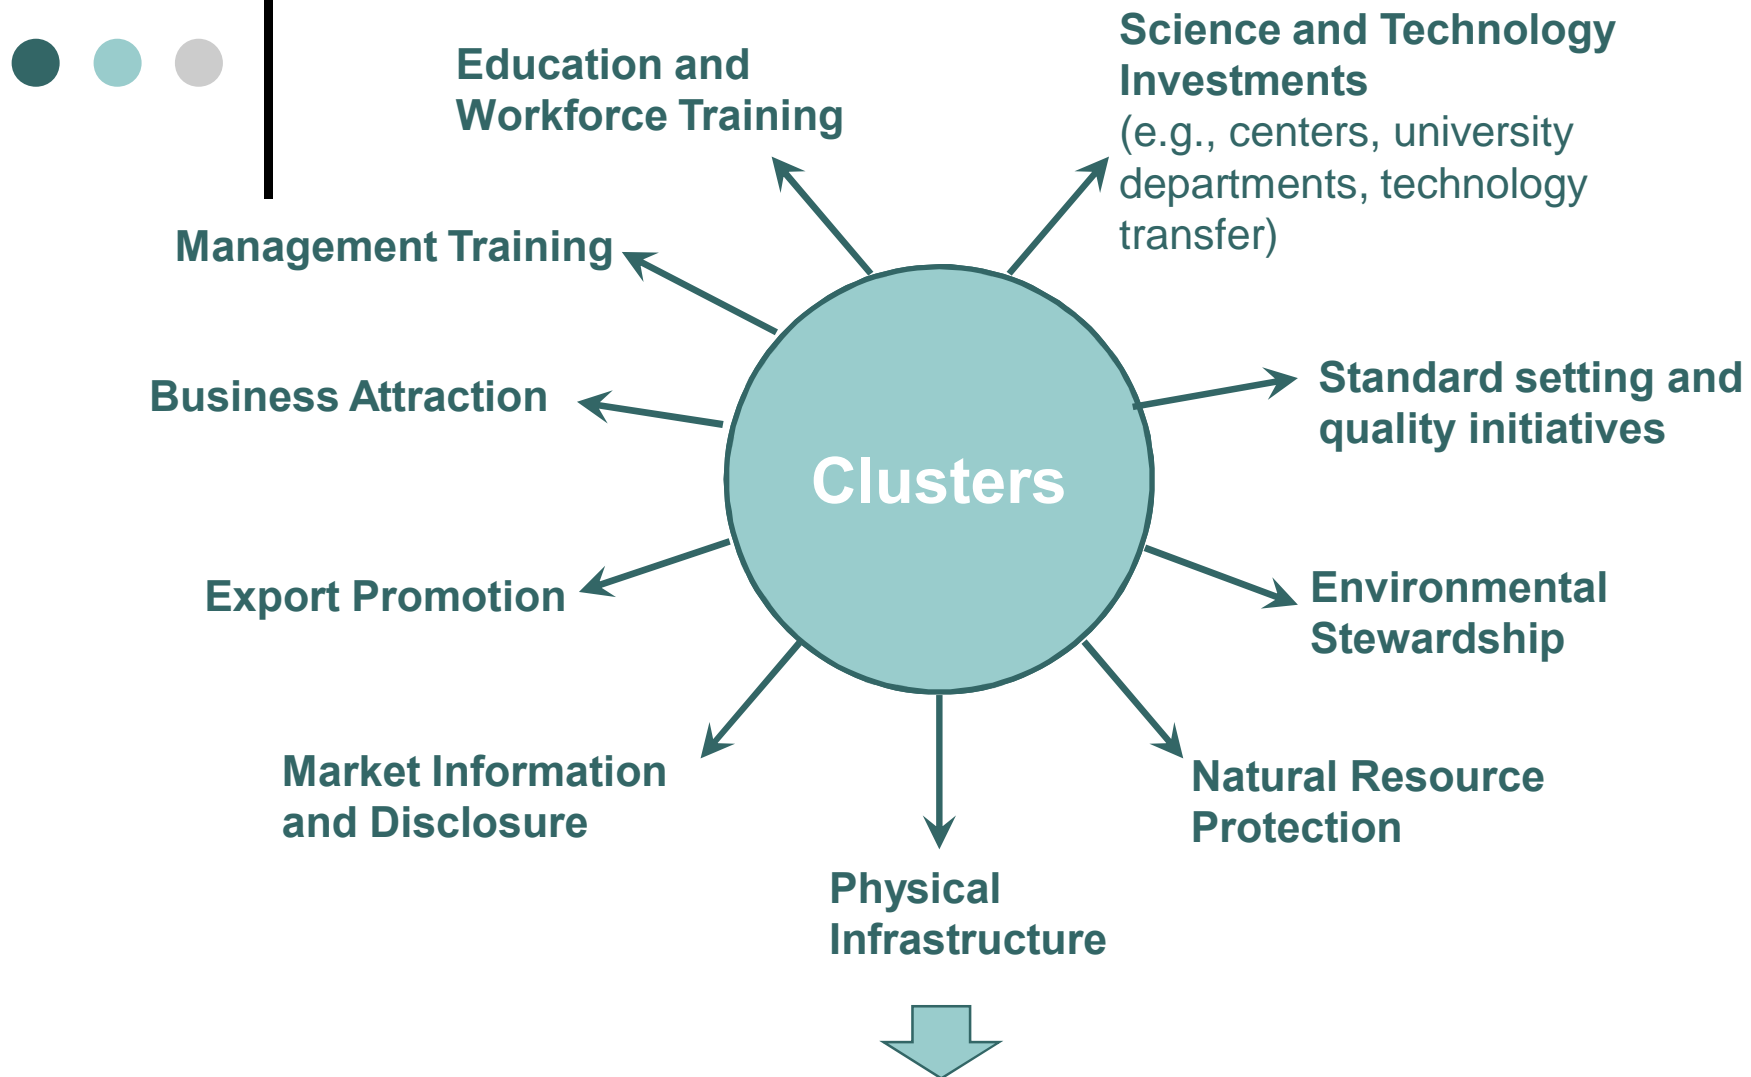 Education and
Workforce Training
Science and Technology
Investments
(e.g., centers, university
departments, technology
transfer)
Management Training
Business Attraction
Standard setting and
quality initiatives
Clusters
Export Promotion
Environmental
Stewardship
Market Information
and Disclosure
Natural Resource
Protection
Physical
Infrastructure